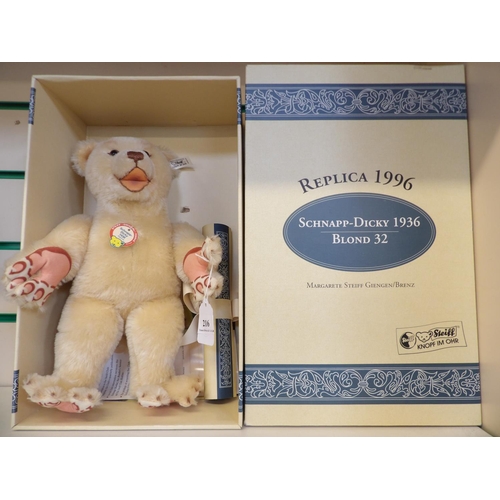 REPLICA 1996
SCHNAPP-DICKY 1936
BLOND 32
MARGARETE STEIFF GIENGEN/BRENZ
Steiff
KNOPF IM OHR
216